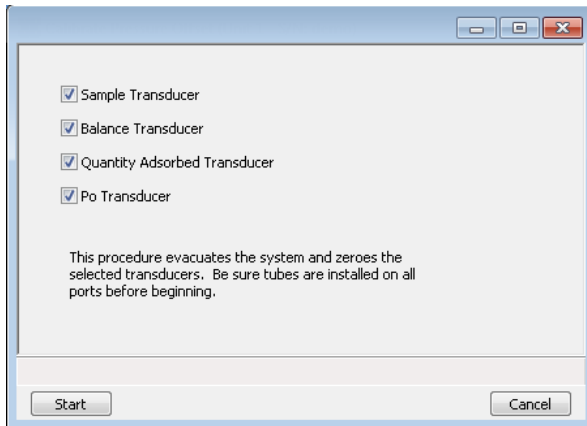 Sample Transducer
Balance Transducer
Quantity Adsorbed Transducer
Po Transducer
This procedure evacuates the system and zeroes the
selected transducers.  Be sure tubes are installed on all
ports before beginning.
Start
Cancel